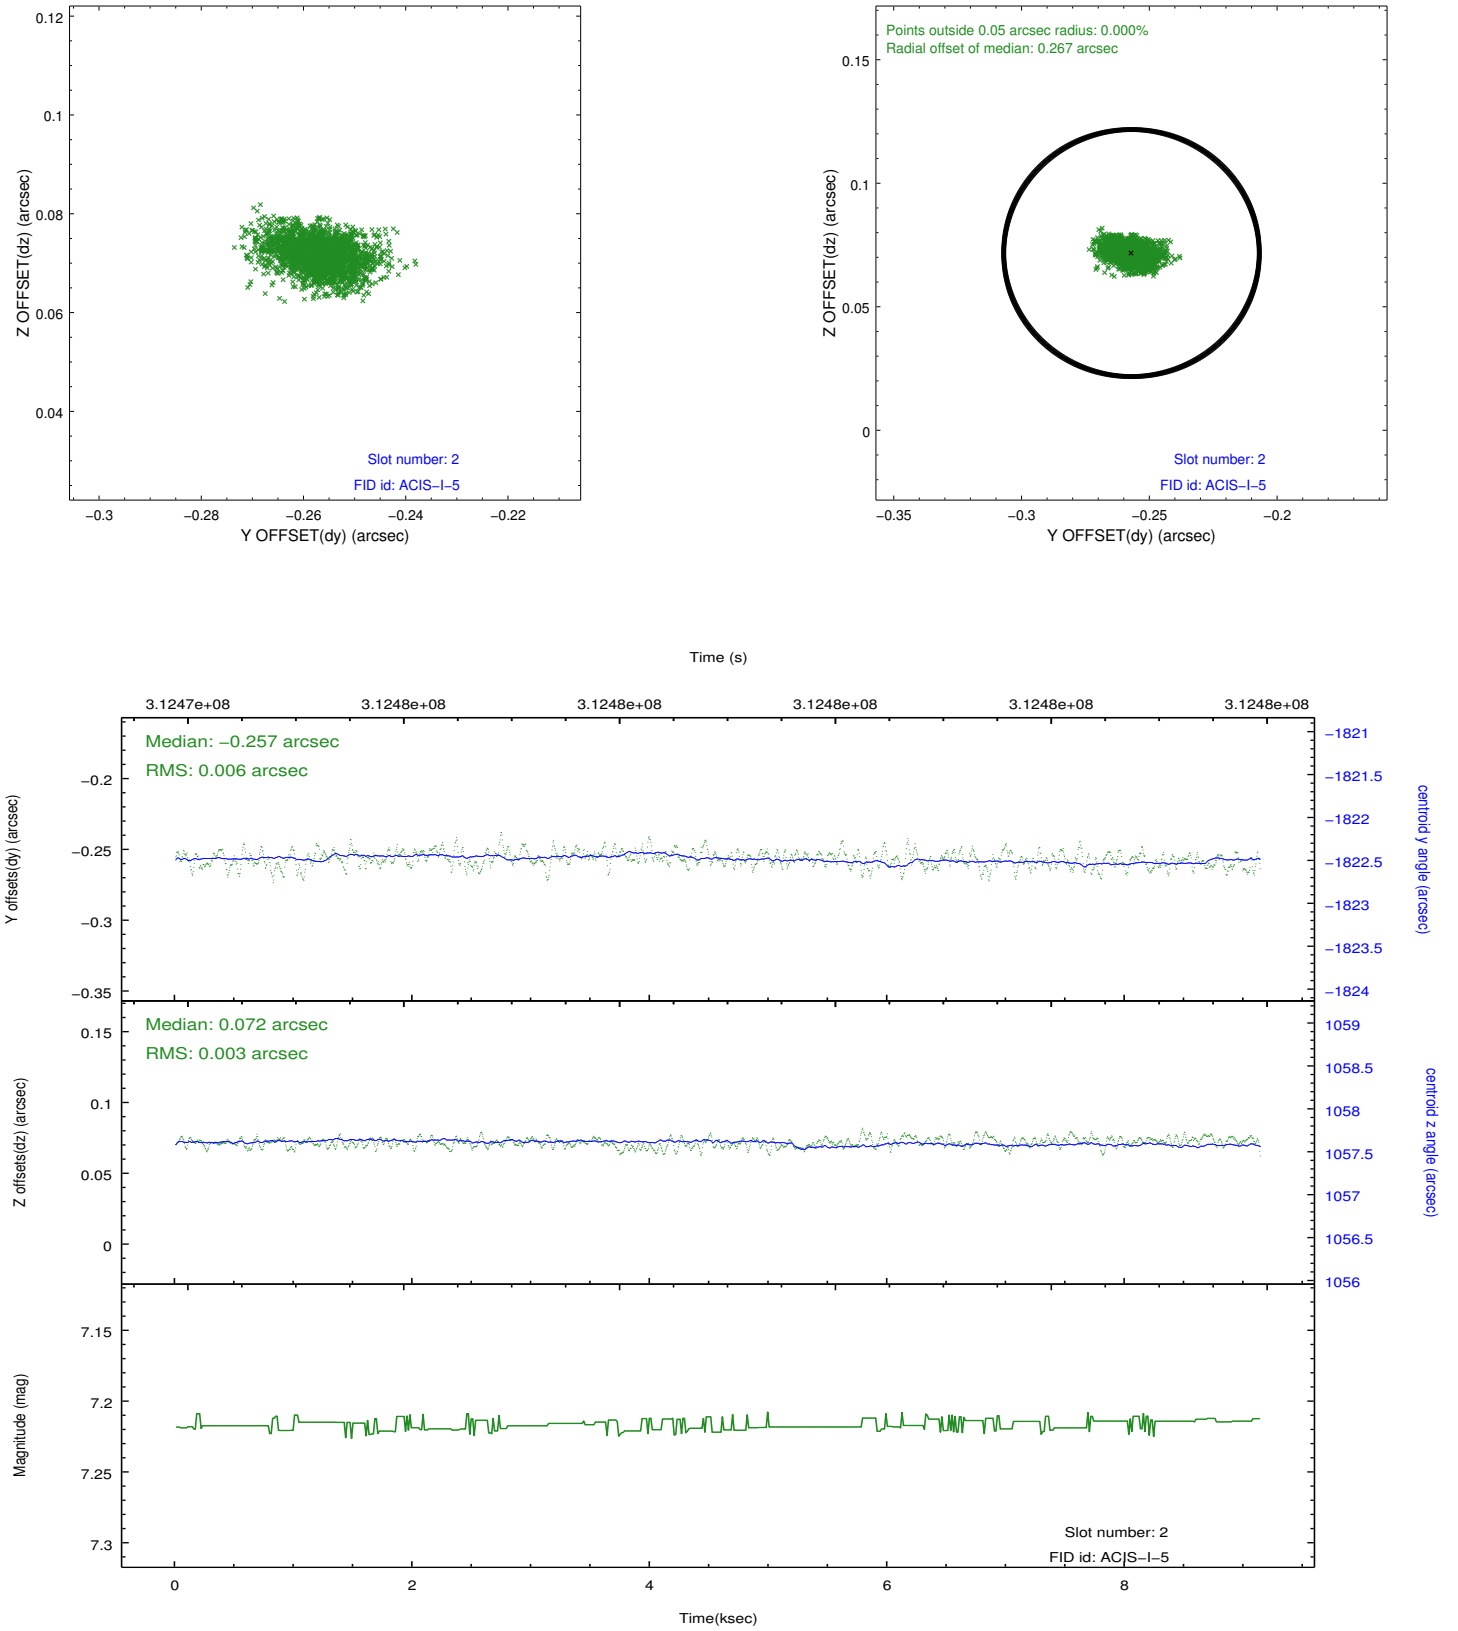 0.12
0.1
0.08
0.06
0.04
Z OFFSET(dz) (arcsec)
Slot number: 2
FID id: ACIS−I−5
−0.3 −0.28 −0.26 −0.24 −0.22
Y OFFSET(dy) (arcsec)
Points outside 0.05 arcsec radius: 0.000%
Radial offset of median: 0.267 arcsec
0.15
0.1
0.05
0
Z OFFSET(dz) (arcsec)
Slot number: 2
FID id: ACIS−I−5
−0.35 −0.3 −0.25 −0.2
Y OFFSET(dy) (arcsec)
Time (s)
3.1247e+08 3.1248e+08 3.1248e+08 3.1248e+08 3.1248e+08 3.1248e+08
Median: −0.257 arcsec
RMS: 0.006 arcsec
−0.2
−0.25
−0.3
−0.35
Y offsets(dy) (arcsec)
−1821
−1821.5
−1822
−1822.5
−1823
−1823.5
−1824
centroid y angle (arcsec)
Median: 0.072 arcsec
RMS: 0.003 arcsec
0.15
0.1
0.05
0
Z offsets(dz) (arcsec)
1059
1058.5
1058
1057.5
1057
1056.5
1056
centroid z angle (arcsec)
7.15
7.2
7.25
7.3
Magnitude (mag)
Slot number: 2
FID id: ACIS−I−5
0 2 4 6 8
Time(ksec)